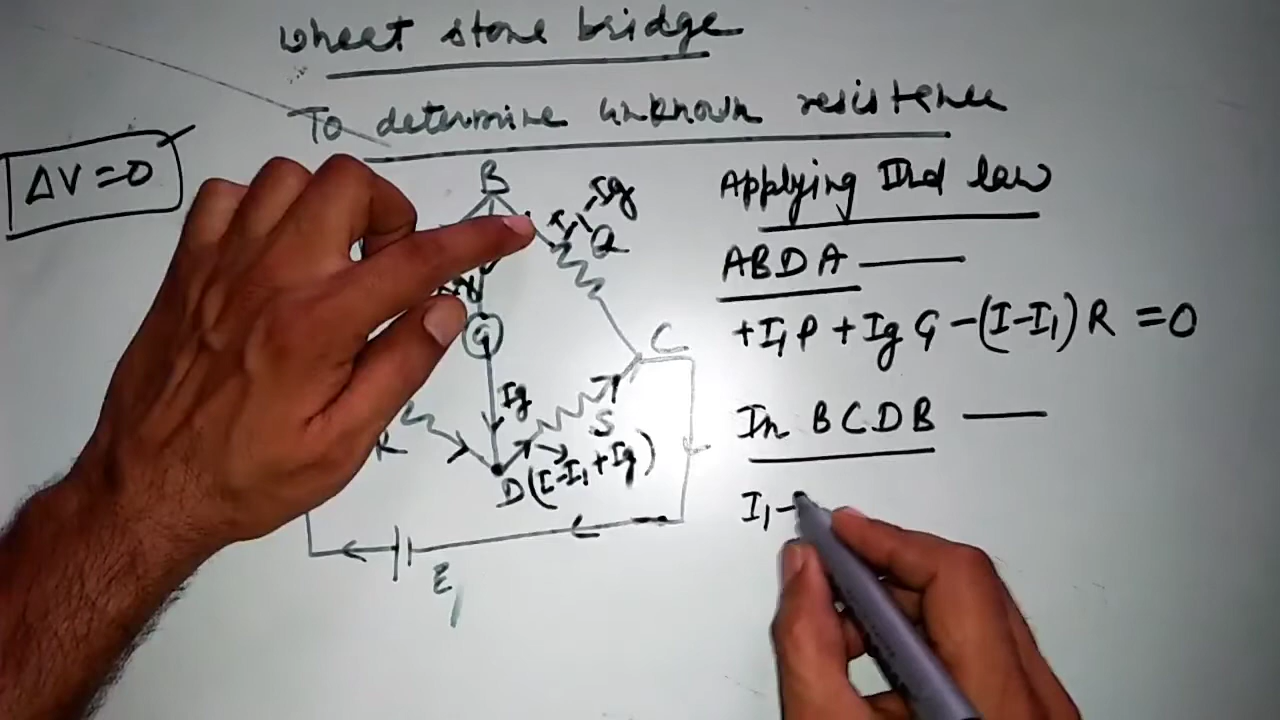 wheat stone bridge
To determine unknown resistence
ΔV=0
Applying IInd law
B
Q
ABDA
+I₁P + Ig G -(I-I₁) R = 0
G
C
Ig
In BCDB
S
R
D(I-I₁+Ig)
I₁-
E,